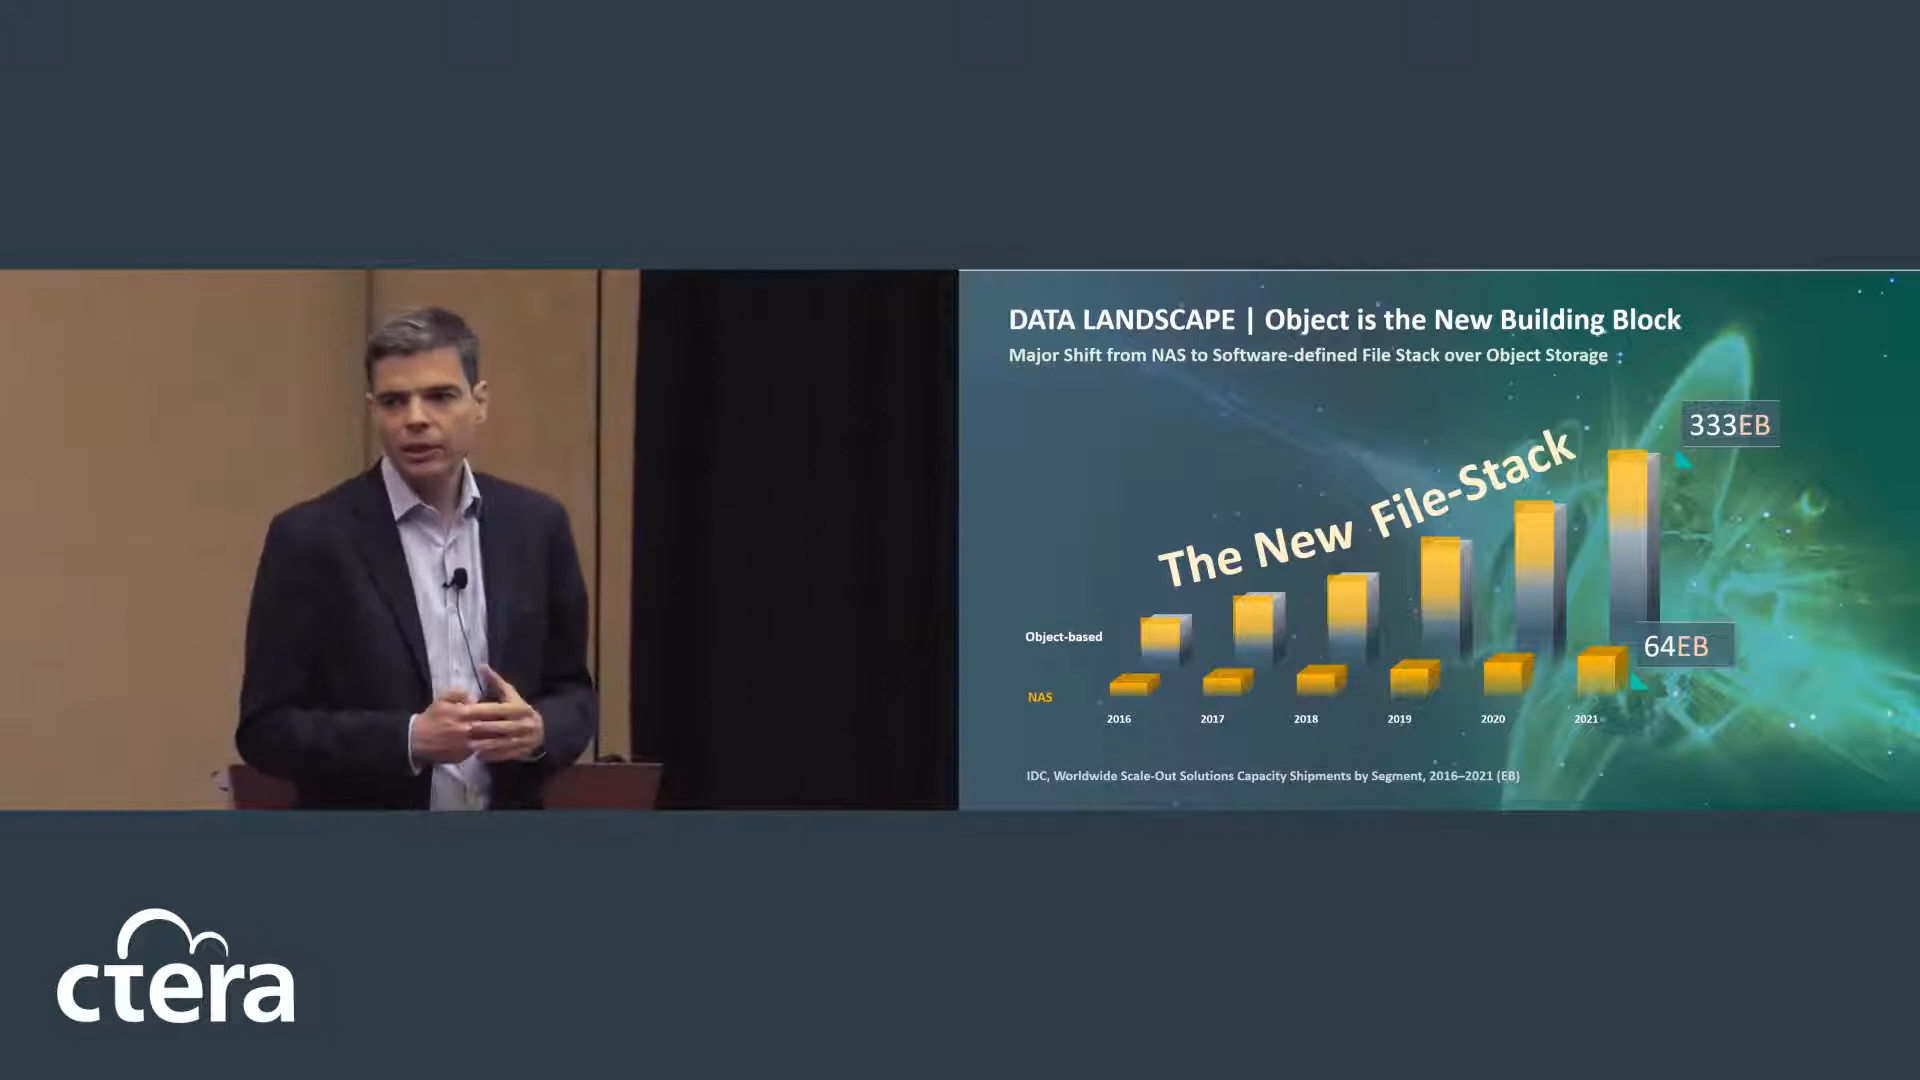 DATA LANDSCAPE | Object is the New Building Block
Major Shift from NAS to Software-defined File Stack over Object Storage
333EB
The New File-Stack
Object-based
64EB
NAS
2016 2017 2018 2019 2020 2021
IDC, Worldwide Scale-Out Solutions Capacity Shipments by Segment, 2016–2021 (EB)
ctera